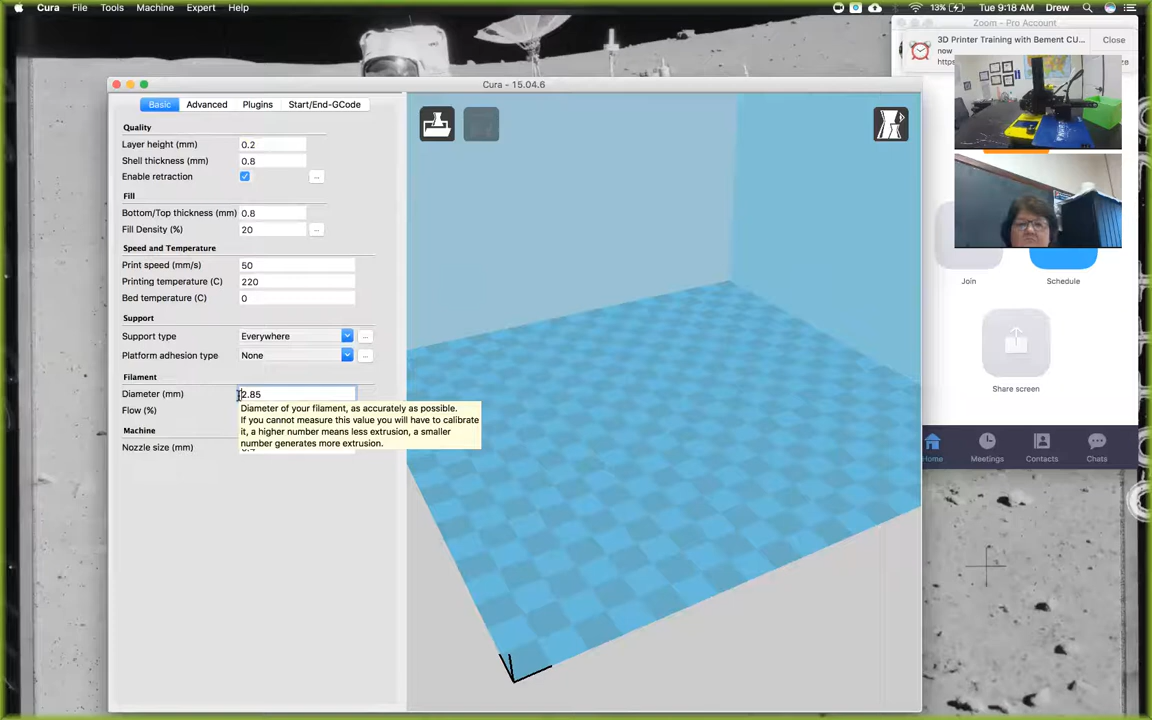 Cura File Tools Machine Expert Help
13% Tue 9:18 AM Drew
Zoom - Pro Account
3D Printer Training with Bement CU...
now
Close
Cura - 15.04.6
Basic Advanced Plugins Start/End-GCode
Quality
Layer height (mm) 0.2
Shell thickness (mm) 0.8
Enable retraction ...
Fill
Bottom/Top thickness (mm) 0.8
Fill Density (%) 20 ...
Speed and Temperature
Print speed (mm/s) 50
Printing temperature (C) 220
Bed temperature (C) 0
Support
Support type Everywhere ...
Platform adhesion type None ...
Filament
Diameter (mm) 2.85
Flow (%)
Diameter of your filament, as accurately as possible.
If you cannot measure this value you will have to calibrate
it, a higher number means less extrusion, a smaller
number generates more extrusion.
Machine
Nozzle size (mm)
Join Schedule
Share screen
Home Meetings Contacts Chats